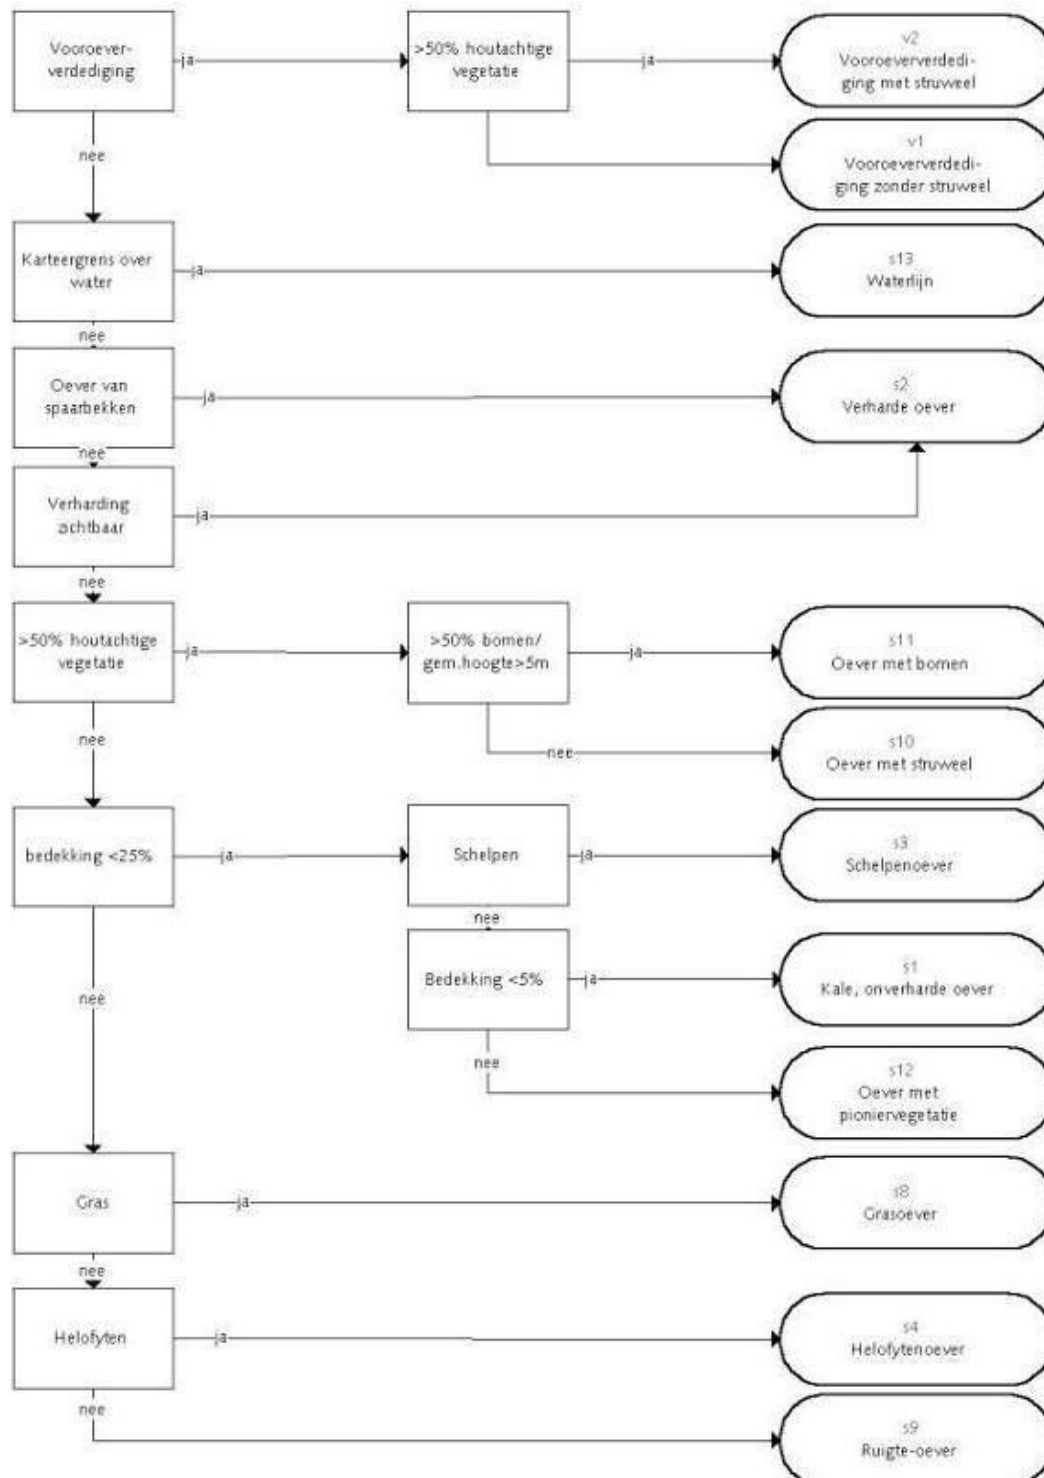 Vooroever-
verdediging
ja
>50% houtachtige
vegetatie
ja
v2
Vooroeververdedi-
ging met struweel
v1
Vooroeververdedi-
ging zonder struweel
nee
Karteergrens over
water
ja
s13
Waterlijn
nee
Oever van
spaarbekken
ja
s2
Verharde oever
nee
Verharding
zichtbaar
ja
nee
>50% houtachtige
vegetatie
ja
>50% bomen/
gem.hoogte>5m
ja
s11
Oever met bomen
nee
s10
Oever met struweel
nee
bedekking <25%
ja
Schelpen
ja
s3
Schelpenoever
nee
Bedekking <5%
ja
s1
Kale, onverharde oever
nee
s12
Oever met
pioniervegetatie
nee
Gras
ja
s8
Grasoever
nee
Helofyten
ja
s4
Helofytenoever
nee
s9
Ruigte-oever